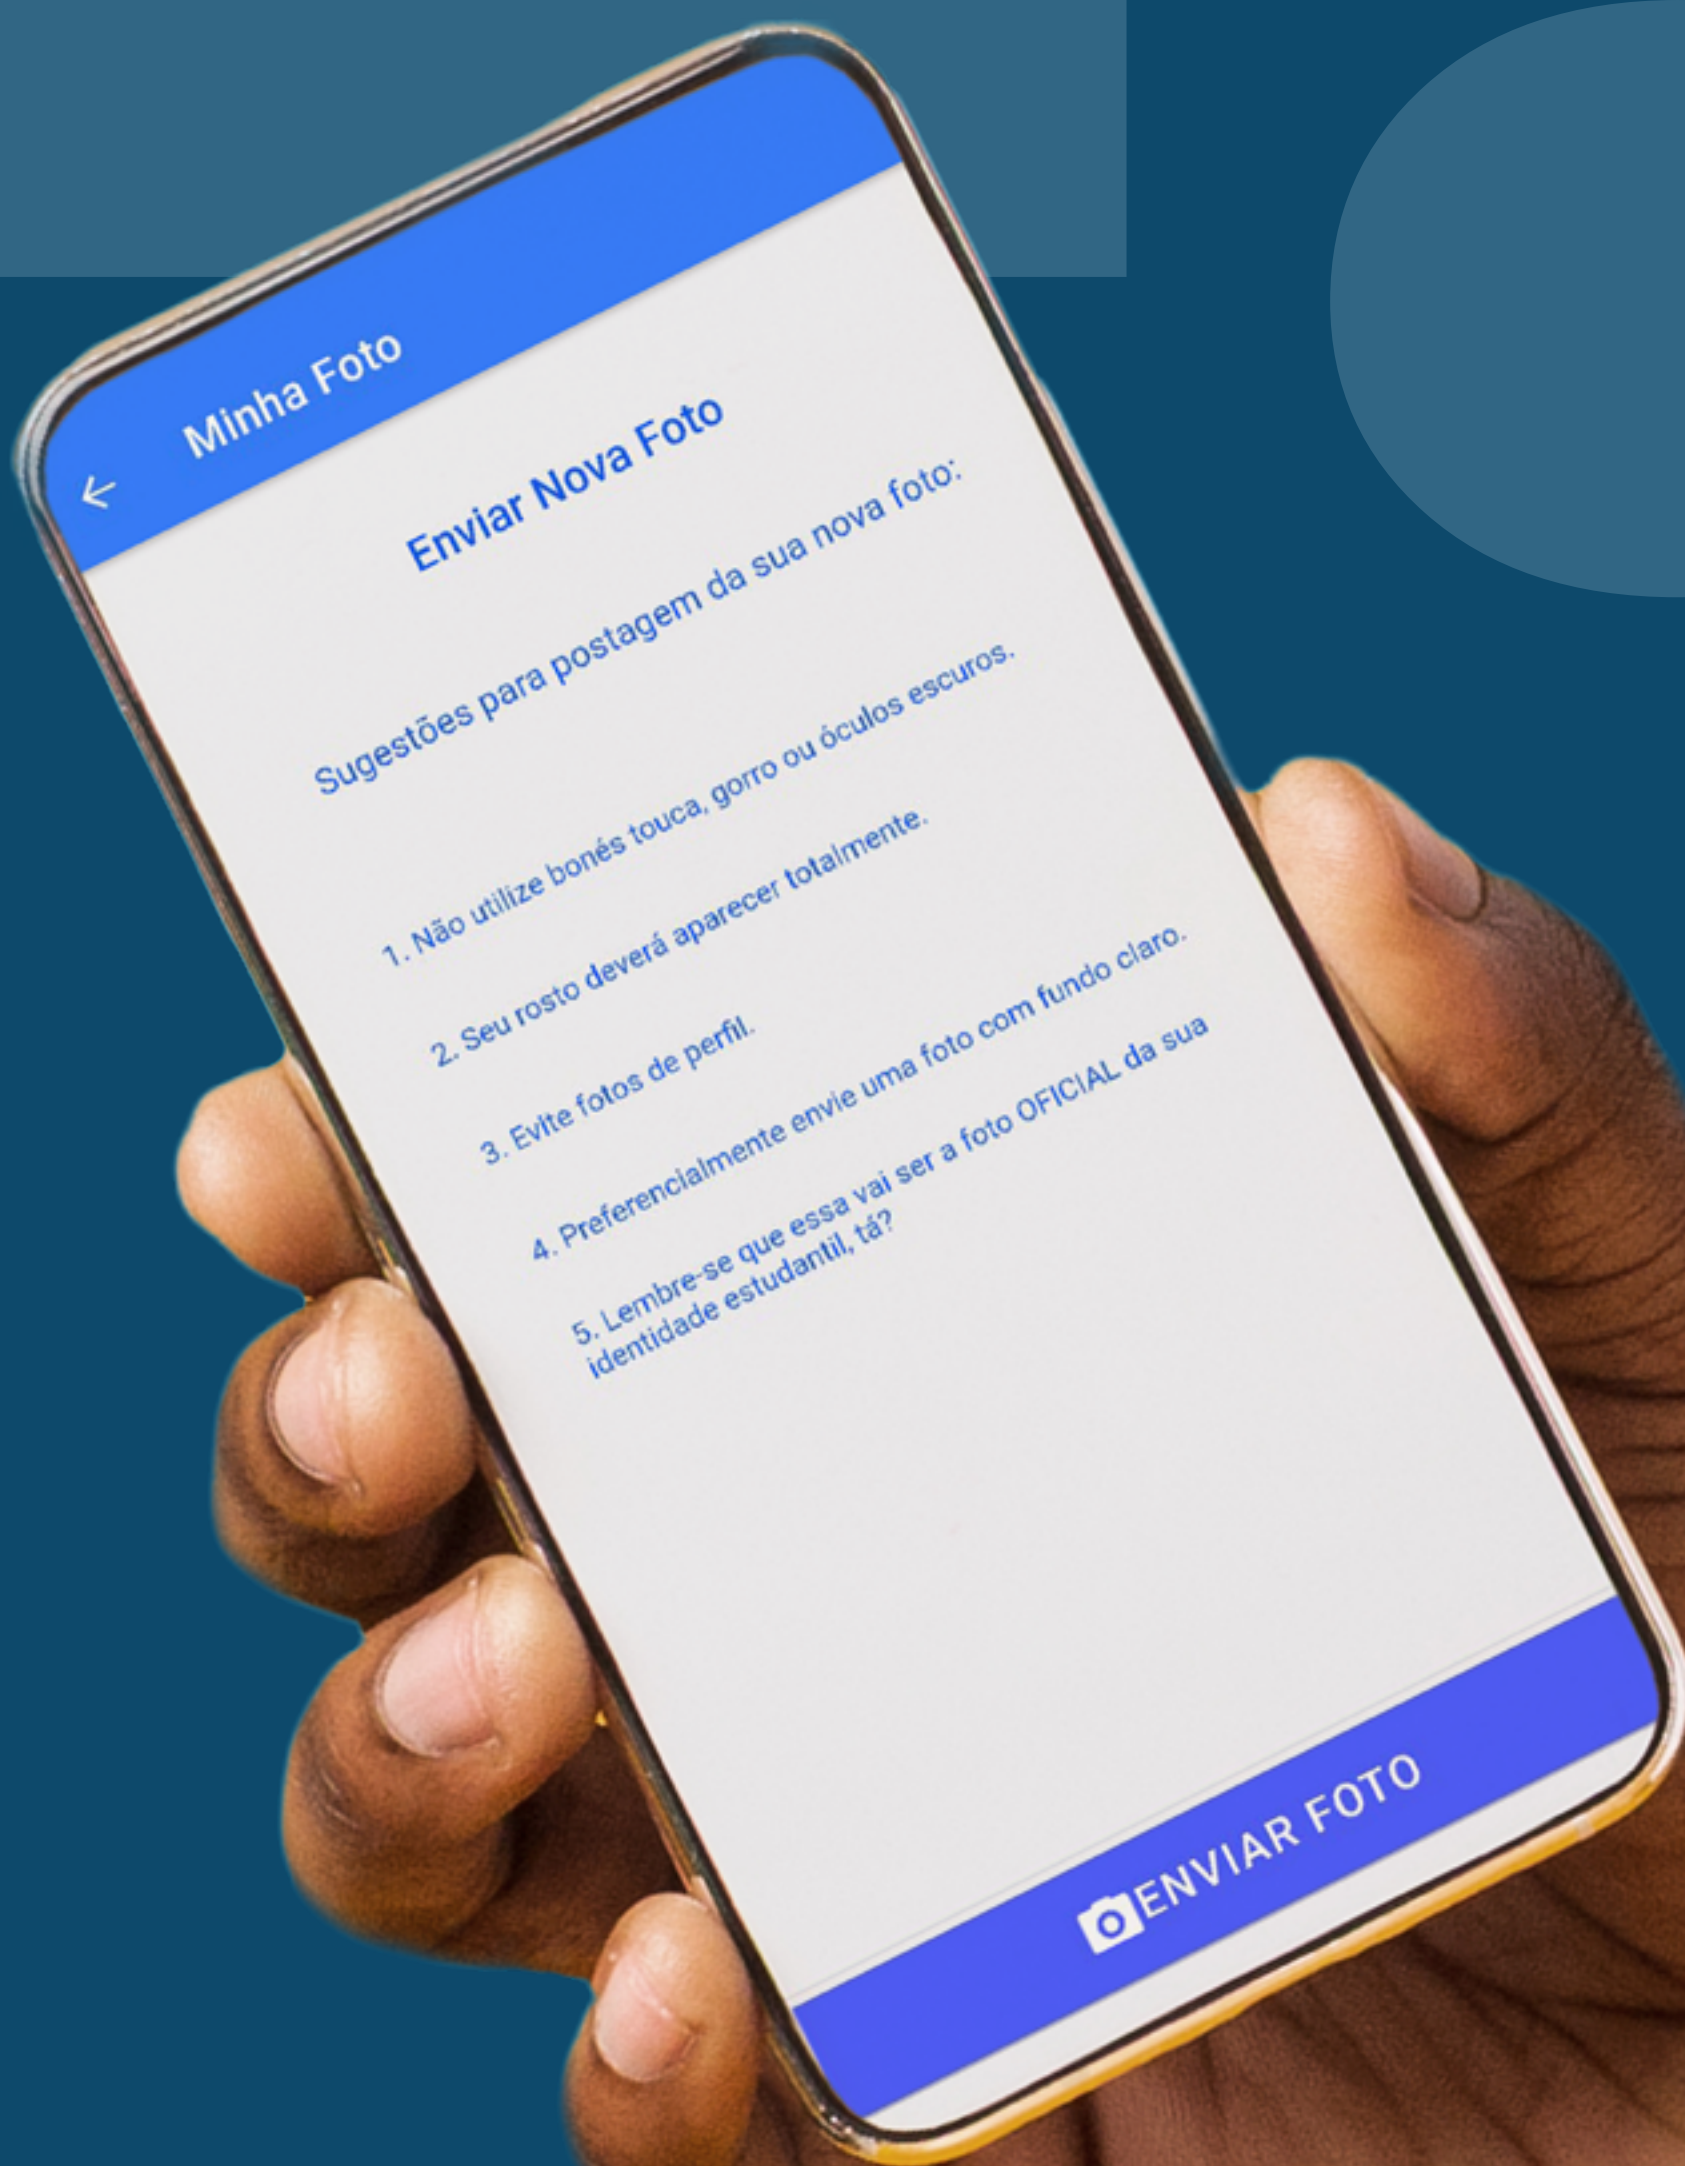 Minha Foto
Enviar Nova Foto
Sugestões para postagem da sua nova foto:
1. Não utilize bonés touca, gorro ou óculos escuros.
2. Seu rosto deverá aparecer totalmente.
3. Evite fotos de perfil.
4. Preferencialmente envie uma foto com fundo claro.
5. Lembre-se que essa vai ser a foto OFICIAL da sua
identidade estudantil, tá?
ENVIAR FOTO